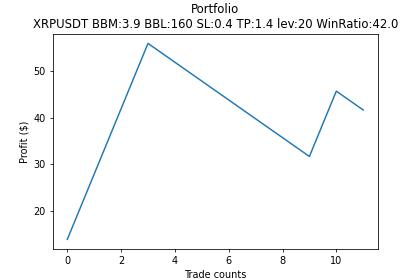 Portfolio
XRPUSDT BBM:3.9 BBL:160 SL:0.4 TP:1.4 lev:20 WinRatio:42.0
50
40
30
20
Profit ($)
0 2 4 6 8 10
Trade counts